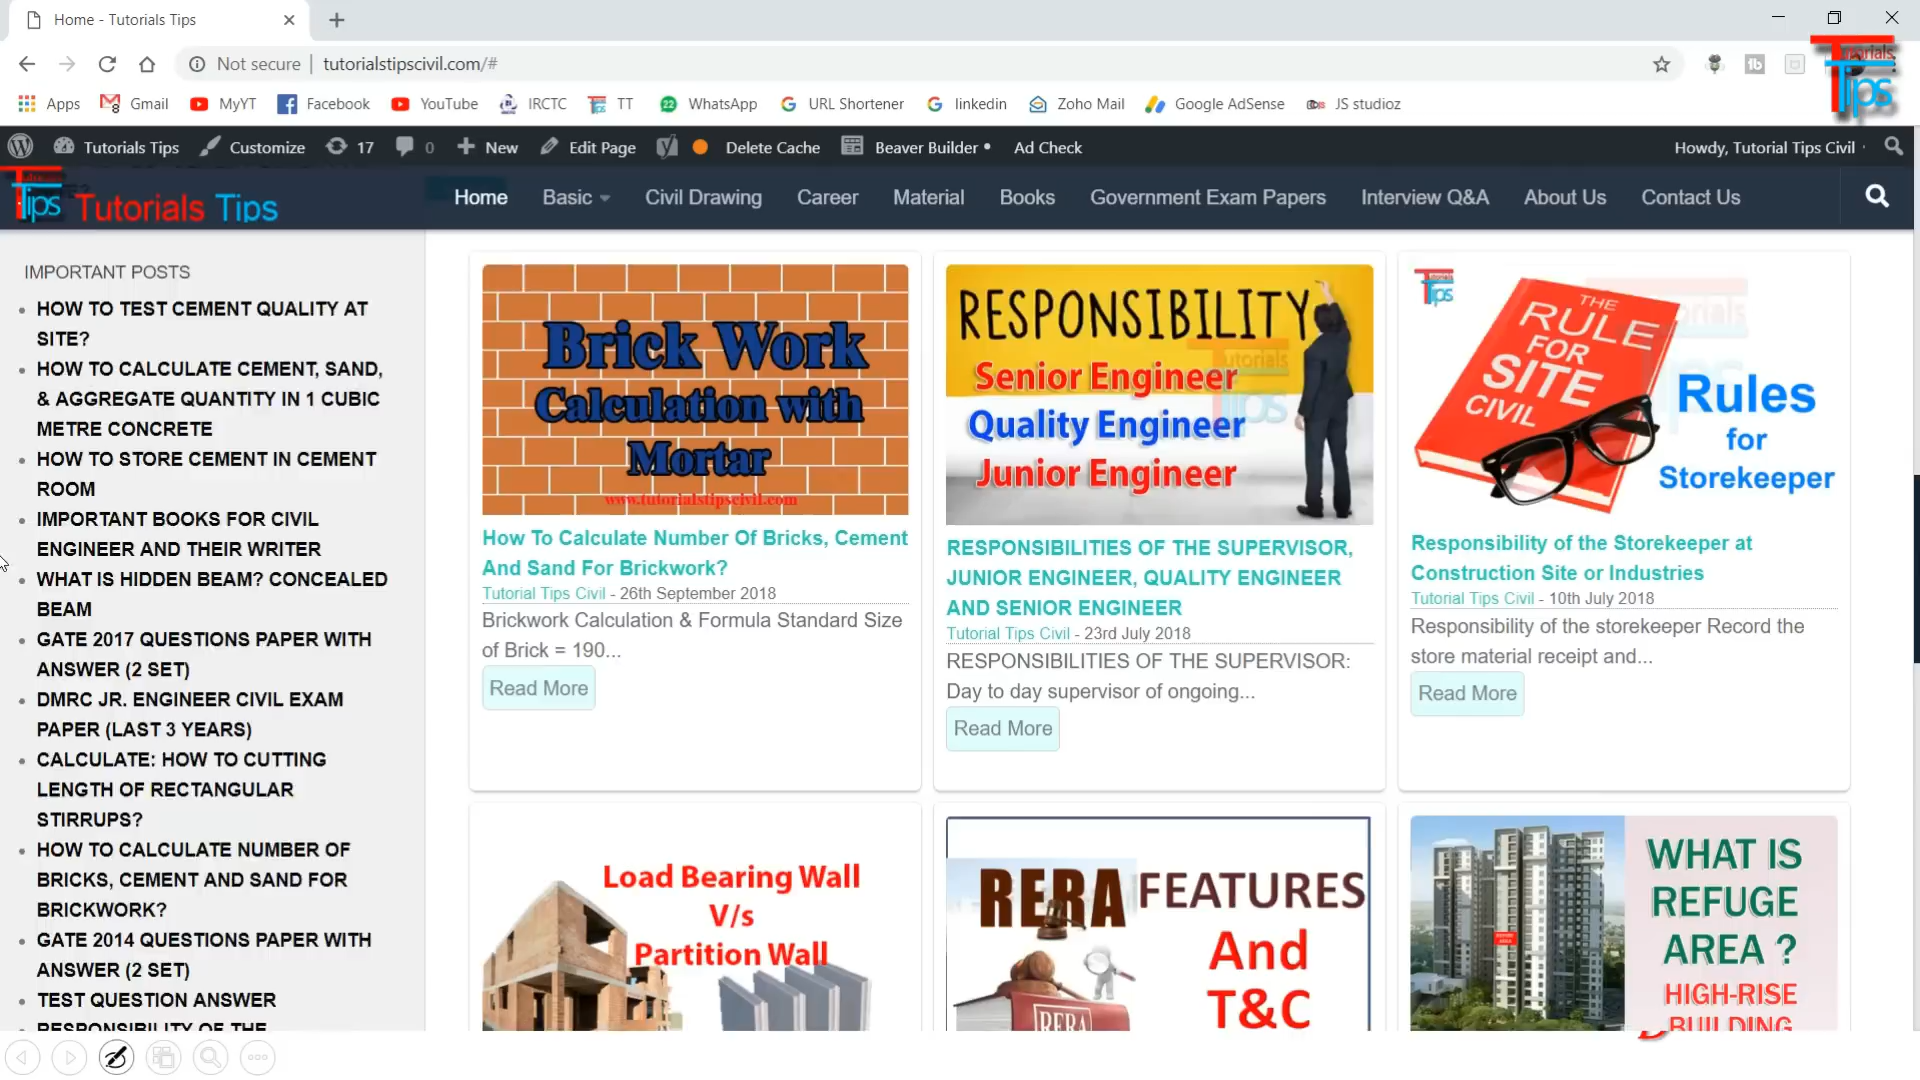 Home - Tutorials Tips
Not secure | tutorialstipscivil.com/#
Apps Gmail MyYT Facebook YouTube IRCTC TT 22 WhatsApp URL Shortener linkedin Zoho Mail Google AdSense JS studioz
Tutorials Tips Customize 17 0 New Edit Page Delete Cache Beaver Builder Ad Check Howdy, Tutorial Tips Civil
Tips Tutorials Tips Home Basic Civil Drawing Career Material Books Government Exam Papers Interview Q&A About Us Contact Us
IMPORTANT POSTS
HOW TO TEST CEMENT QUALITY AT
SITE?
HOW TO CALCULATE CEMENT, SAND,
& AGGREGATE QUANTITY IN 1 CUBIC
METRE CONCRETE
HOW TO STORE CEMENT IN CEMENT
ROOM
IMPORTANT BOOKS FOR CIVIL
ENGINEER AND THEIR WRITER
WHAT IS HIDDEN BEAM? CONCEALED
BEAM
GATE 2017 QUESTIONS PAPER WITH
ANSWER (2 SET)
DMRC JR. ENGINEER CIVIL EXAM
PAPER (LAST 3 YEARS)
CALCULATE: HOW TO CUTTING
LENGTH OF RECTANGULAR
STIRRUPS?
HOW TO CALCULATE NUMBER OF
BRICKS, CEMENT AND SAND FOR
BRICKWORK?
GATE 2014 QUESTIONS PAPER WITH
ANSWER (2 SET)
TEST QUESTION ANSWER
RESPONSIBILITY OF THE
Brick Work
Calculation with
Mortar
www.tutorialstipscivil.com
How To Calculate Number Of Bricks, Cement
And Sand For Brickwork?
Tutorial Tips Civil - 26th September 2018
Brickwork Calculation & Formula Standard Size
of Brick = 190...
Read More
RESPONSIBILITY
Senior Engineer
Quality Engineer
Junior Engineer
Tutorials
Tips
RESPONSIBILITIES OF THE SUPERVISOR,
JUNIOR ENGINEER, QUALITY ENGINEER
AND SENIOR ENGINEER
Tutorial Tips Civil - 23rd July 2018
RESPONSIBILITIES OF THE SUPERVISOR:
Day to day supervisor of ongoing...
Read More
THE
RULE
FOR
SITE
CIVIL
Rules
for
Storekeeper
Responsibility of the Storekeeper at
Construction Site or Industries
Tutorial Tips Civil - 10th July 2018
Responsibility of the storekeeper Record the
store material receipt and...
Read More
Load Bearing Wall
V/s
Partition Wall
RERA FEATURES
And
T&C
RERA
WHAT IS
REFUGE
AREA ?
HIGH-RISE
BUILDING